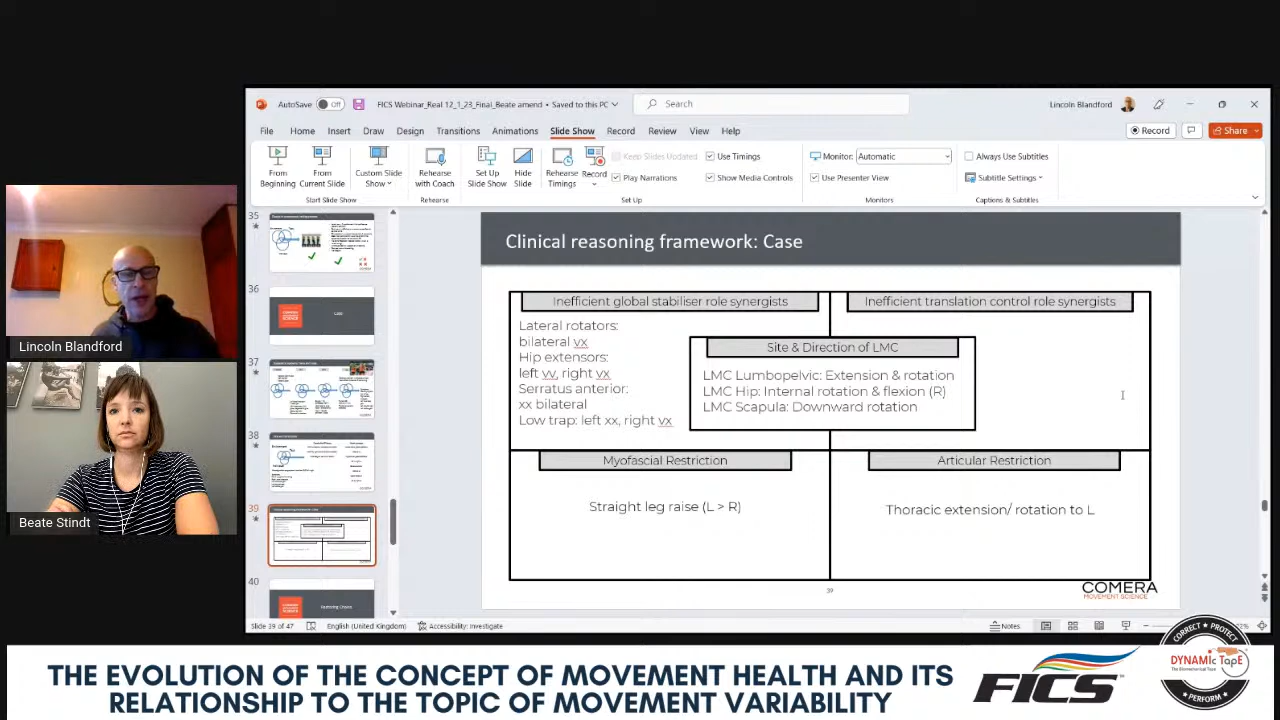 AutoSave Off FICS Webinar_Real 12_1_23_Final_Beate amend • Saved to this PC Search Lincoln Blandford
File Home Insert Draw Design Transitions Animations Slide Show Record Review View Help Record Share
From Beginning
From Current Slide
Custom Slide Show
Start Slide Show
Rehearse with Coach
Rehearse
Set Up Slide Show
Hide Slide
Rehearse Timings
Record
Keep Slides Updated
Play Narrations
Use Timings
Show Media Controls
Set Up
Monitor: Automatic
Use Presenter View
Monitors
Always Use Subtitles
Subtitle Settings
Captions & Subtitles
35
36
37
38
39
40
Clinical reasoning framework: Case
Inefficient global stabiliser role synergists
Lateral rotators:
bilateral vx
Hip extensors:
left vv, right vx
Serratus anterior:
xx bilateral
Low trap: left xx, right vx
Inefficient translation control role synergists
Site & Direction of LMC
LMC Lumbopelvic: Extension & rotation
LMC Hip: Internal rotation & flexion (R)
LMC Scapula: Downward rotation
Myofascial Restriction
Straight leg raise (L > R)
Articular Restriction
Thoracic extension/ rotation to L
39
COMERA
MOVEMENT SCIENCE
Slide 39 of 47 English (United Kingdom) Accessibility: Investigate Notes
Lincoln Blandford
Beate Stindt
THE EVOLUTION OF THE CONCEPT OF MOVEMENT HEALTH AND ITS
RELATIONSHIP TO THE TOPIC OF MOVEMENT VARIABILITY
FICS
CORRECT • PROTECT
DYNAMIC TAPE
The Biomechanical Tape
PERFORM